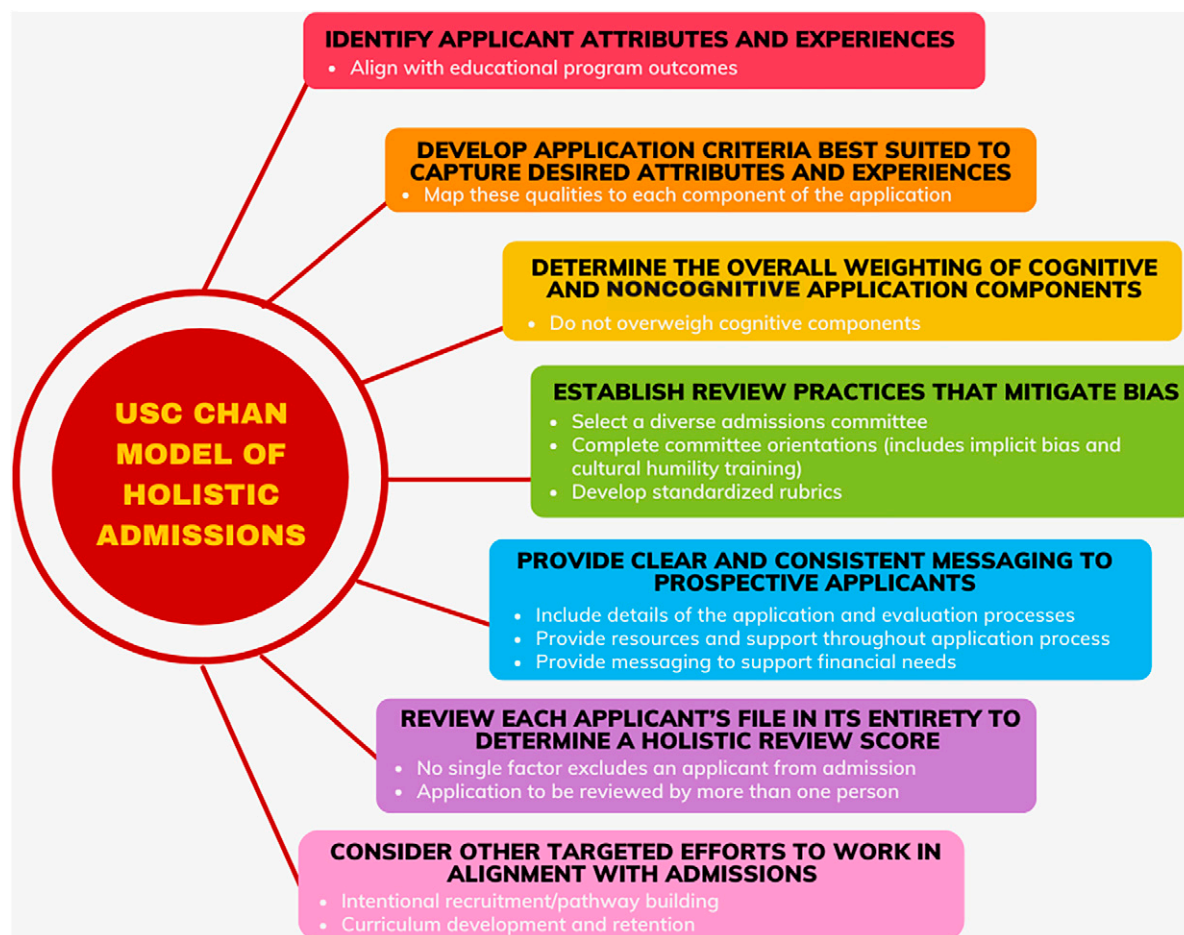 IDENTIFY APPLICANT ATTRIBUTES AND EXPERIENCES
• Align with educational program outcomes
DEVELOP APPLICATION CRITERIA BEST SUITED TO
CAPTURE DESIRED ATTRIBUTES AND EXPERIENCES
• Map these qualities to each component of the application
DETERMINE THE OVERALL WEIGHTING OF COGNITIVE
AND NONCOGNITIVE APPLICATION COMPONENTS
• Do not overweigh cognitive components
USC CHAN
MODEL OF
HOLISTIC
ADMISSIONS
ESTABLISH REVIEW PRACTICES THAT MITIGATE BIAS
• Select a diverse admissions committee
• Complete committee orientations (includes implicit bias and
cultural humility training)
• Develop standardized rubrics
PROVIDE CLEAR AND CONSISTENT MESSAGING TO
PROSPECTIVE APPLICANTS
• Include details of the application and evaluation processes
• Provide resources and support throughout application process
• Provide messaging to support financial needs
REVIEW EACH APPLICANT'S FILE IN ITS ENTIRETY TO
DETERMINE A HOLISTIC REVIEW SCORE
• No single factor excludes an applicant from admission
• Application to be reviewed by more than one person
CONSIDER OTHER TARGETED EFFORTS TO WORK IN
ALIGNMENT WITH ADMISSIONS
• Intentional recruitment/pathway building
• Curriculum development and retention